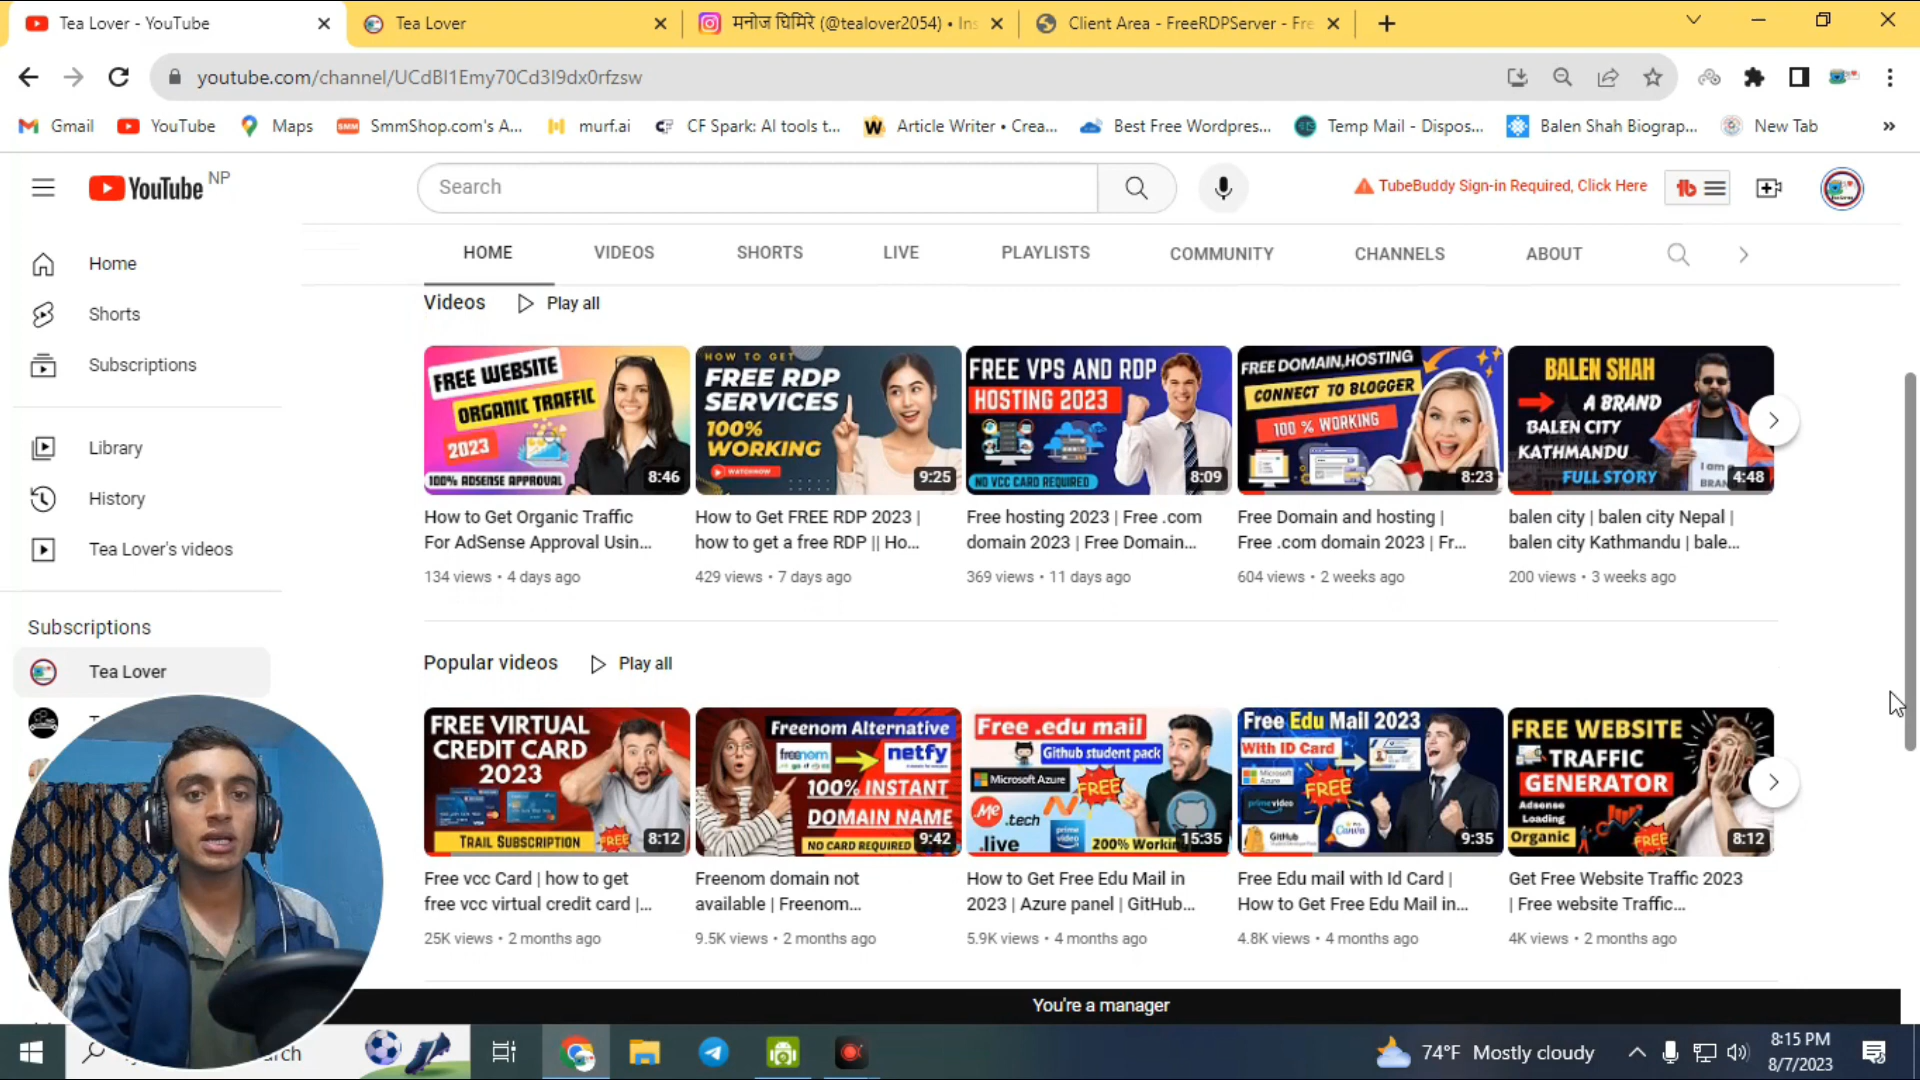 Tea Lover - YouTube
Tea Lover
मनोज घिमिरे (@tealover2054) • Ins
Client Area - FreeRDPServer - Fre
youtube.com/channel/UCdBI1Emy70Cd3I9dx0rfzsw
Gmail
YouTube
Maps
SmmShop.com's A...
murf.ai
CF Spark: AI tools t...
Article Writer • Crea...
Best Free Wordpres...
Temp Mail - Dispos...
Balen Shah Biograp...
New Tab
YouTube NP
Search
TubeBuddy Sign-in Required, Click Here
Home
Shorts
Subscriptions
Library
History
Tea Lover's videos
Subscriptions
Tea Lover
HOME
VIDEOS
SHORTS
LIVE
PLAYLISTS
COMMUNITY
CHANNELS
ABOUT
Videos
Play all
FREE WEBSITE
ORGANIC TRAFFIC
2023
100% ADSENSE APPROVAL
8:46
HOW TO GET
FREE RDP
SERVICES
100%
WORKING
WATCH NOW
9:25
FREE VPS AND RDP
HOSTING 2023
NO VCC CARD REQUIRED
8:09
FREE DOMAIN,HOSTING
CONNECT TO BLOGGER
100 % WORKING
8:23
BALEN SHAH
A BRAND
BALEN CITY
KATHMANDU
FULL STORY
I am
BRAN
4:48
How to Get Organic Traffic
For AdSense Approval Usin...
134 views • 4 days ago
How to Get FREE RDP 2023 |
how to get a free RDP || Ho...
429 views • 7 days ago
Free hosting 2023 | Free .com
domain 2023 | Free Domain...
369 views • 11 days ago
Free Domain and hosting |
Free .com domain 2023 | Fr...
604 views • 2 weeks ago
balen city | balen city Nepal |
balen city Kathmandu | bale...
200 views • 3 weeks ago
Popular videos
Play all
FREE VIRTUAL
CREDIT CARD
2023
TRAIL SUBSCRIPTION
FREE
8:12
Freenom Alternative
freenom
netfy
100% INSTANT
DOMAIN NAME
NO CARD REQUIRED
9:42
Free .edu mail
Github student pack
Microsoft Azure
FREE
.me
.tech
.live
prime video
200% Workin
15:35
Free Edu Mail 2023
With ID Card
Microsoft Azure
FREE
prime video
GitHub
Canva
9:35
FREE WEBSITE
TRAFFIC
GENERATOR
Adsense
Loading
Organic
FREE
8:12
Free vcc Card | how to get
free vcc virtual credit card |...
25K views • 2 months ago
Freenom domain not
available | Freenom...
9.5K views • 2 months ago
How to Get Free Edu Mail in
2023 | Azure panel | GitHub...
5.9K views • 4 months ago
Free Edu mail with Id Card |
How to Get Free Edu Mail in...
4.8K views • 4 months ago
Get Free Website Traffic 2023
| Free website Traffic...
4K views • 2 months ago
You're a manager
74°F Mostly cloudy
8:15 PM
8/7/2023